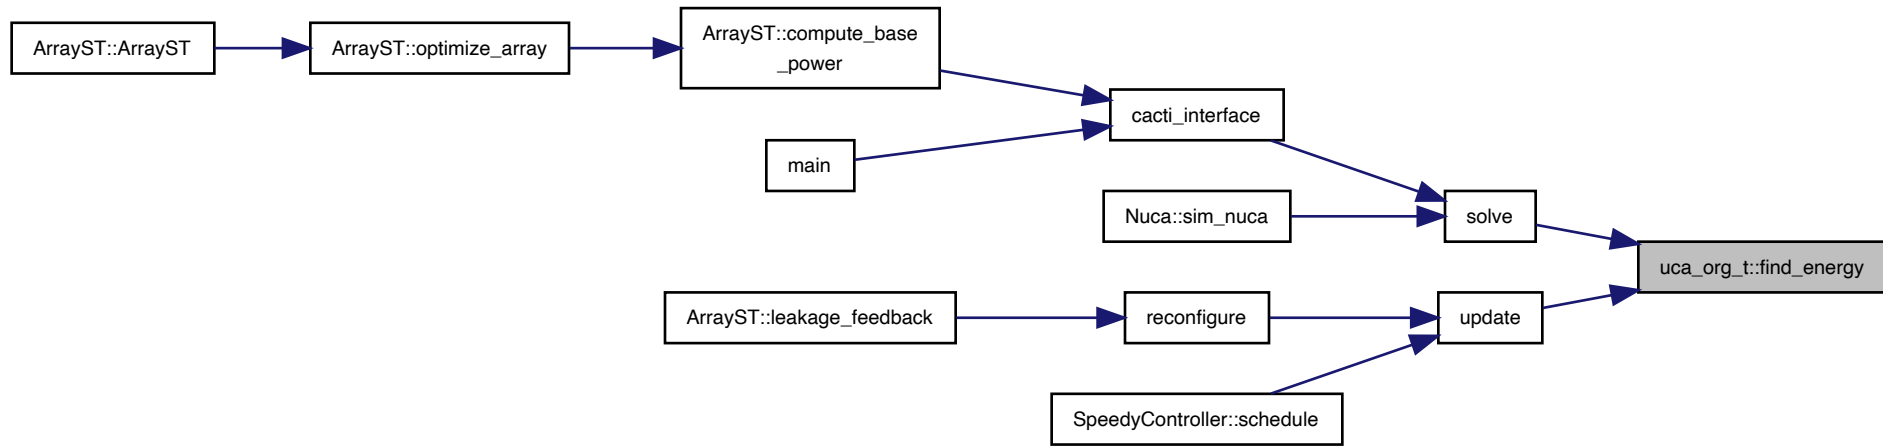 ArrayST::ArrayST
ArrayST::optimize_array
ArrayST::compute_base
_power
cacti_interface
main
Nuca::sim_nuca
solve
uca_org_t::find_energy
ArrayST::leakage_feedback
reconfigure
update
SpeedyController::schedule